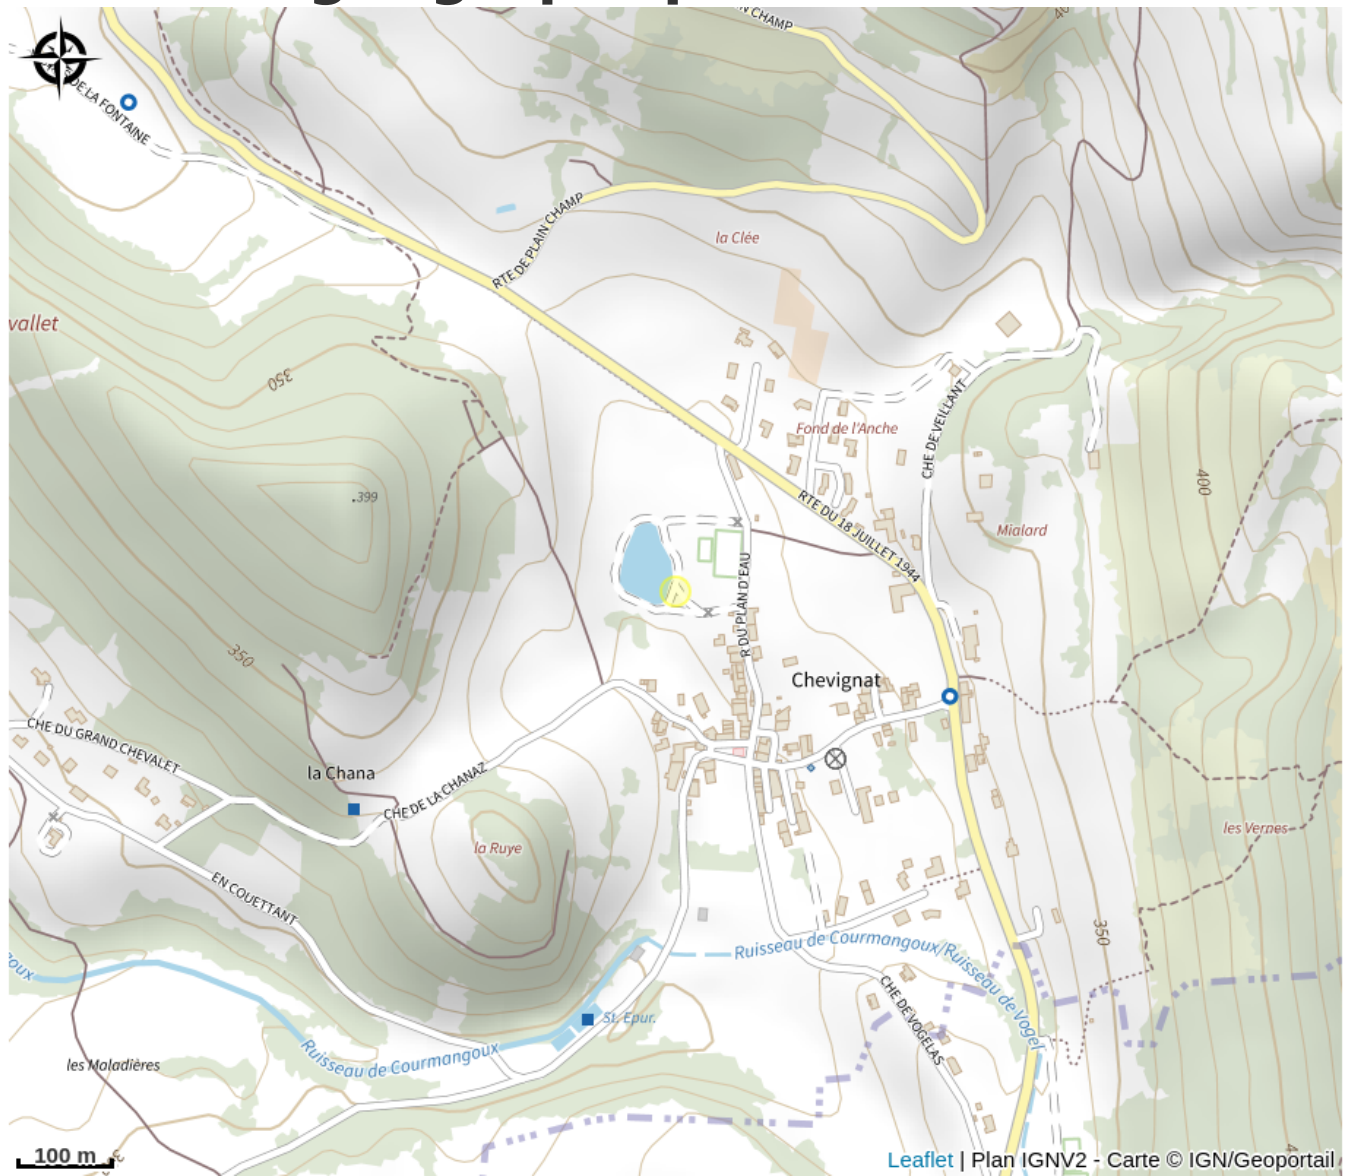 N CHAMP
40
DE LA FONTAINE
RTE DE PLAIN CHAMP
la Clée
vallet
350
Fond de l'Anche
CHE DE VEILLANT
400
.399
RTE DU 18 JUILLET 1944
Mialard
R DU PLAN D'EAU
350
Chevignat
CHE DU GRAND CHEVALET
la Chana
CHE DE LA CHANAZ
la Ruye
les Vernes
EN COUETTANT
350
Ruisseau de Courmangoux/Ruisseau de Voger
oux
CHE DE VOGELAS
St. Epur.
Ruisseau de Courmangoux
les Maladières
100 m
Leaflet | Plan IGNV2 - Carte © IGN/Geoportail